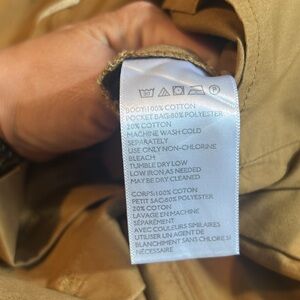 BODY:100% COTTON
POCKET BAG:80% POLYESTER
20% COTTON
MACHINE WASH COLD
SEPARATELY
USE ONLY NON-CHLORINE
BLEACH
TUMBLE DRY LOW
LOW IRON AS NEEDED
MAY BE DRY CLEANED
CORPS:100% COTON
PETIT SAC:80% POLYESTER
20% COTON
LAVAGE EN MACHINE
SÉPARÉMENT
AVEC COULEURS SIMILAIRES
UTILISER UN AGENT DE
BLANCHIMENT SANS CHLORE SI
NÉCESSAIRE